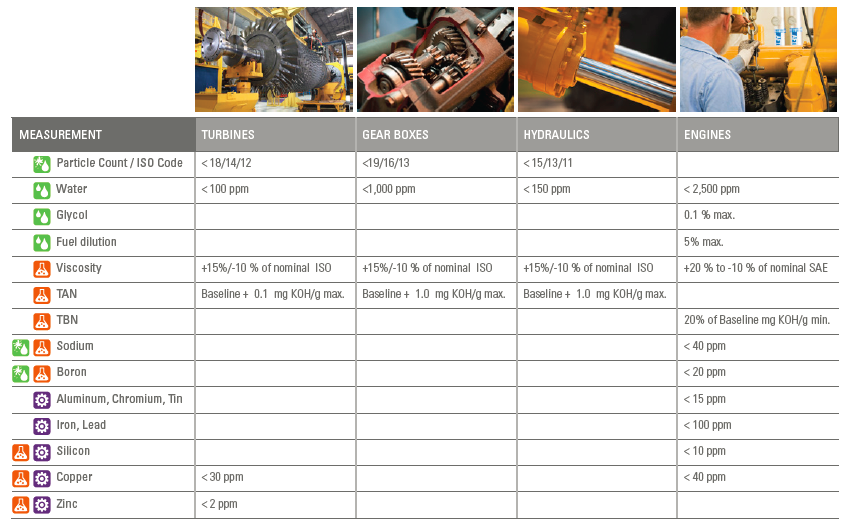 MEASUREMENT TURBINES GEAR BOXES HYDRAULICS ENGINES
Particle Count / ISO Code < 18/14/12 <19/16/13 < 15/13/11
Water < 100 ppm <1,000 ppm < 150 ppm < 2,500 ppm
Glycol 0.1 % max.
Fuel dilution 5% max.
Viscosity +15%/-10 % of nominal ISO +15%/-10 % of nominal ISO +15%/-10 % of nominal ISO +20 % to -10 % of nominal SAE
TAN Baseline + 0.1 mg KOH/g max. Baseline + 1.0 mg KOH/g max. Baseline + 1.0 mg KOH/g max.
TBN 20% of Baseline mg KOH/g min.
Sodium < 40 ppm
Boron < 20 ppm
Aluminum, Chromium, Tin < 15 ppm
Iron, Lead < 100 ppm
Silicon < 10 ppm
Copper < 30 ppm < 40 ppm
Zinc < 2 ppm